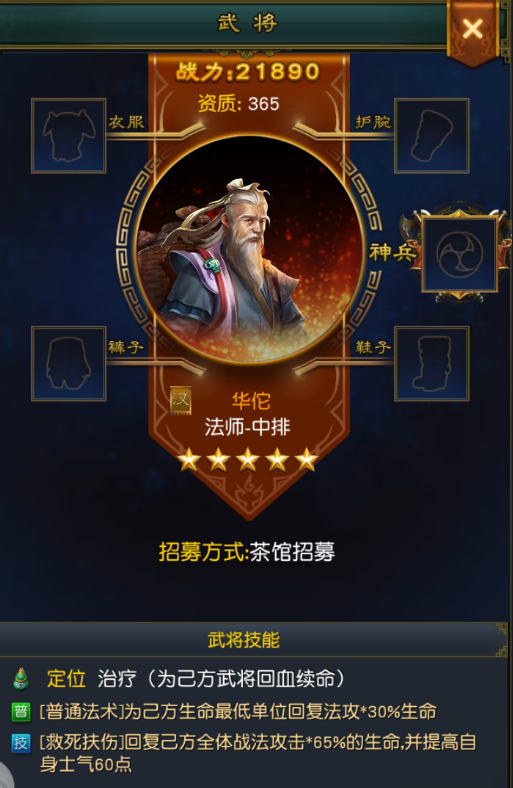 武将
战力:21890
资质: 365
衣服
护腕
神兵
裤子
鞋子
汉
华佗
法师-中排
招募方式:茶馆招募
武将技能
定位 治疗（为己方武将回血续命）
普 [普通法术]为己方生命最低单位回复法攻*30%生命
技 [救死扶伤]回复己方全体战法攻击*65%的生命,并提高自
身士气60点